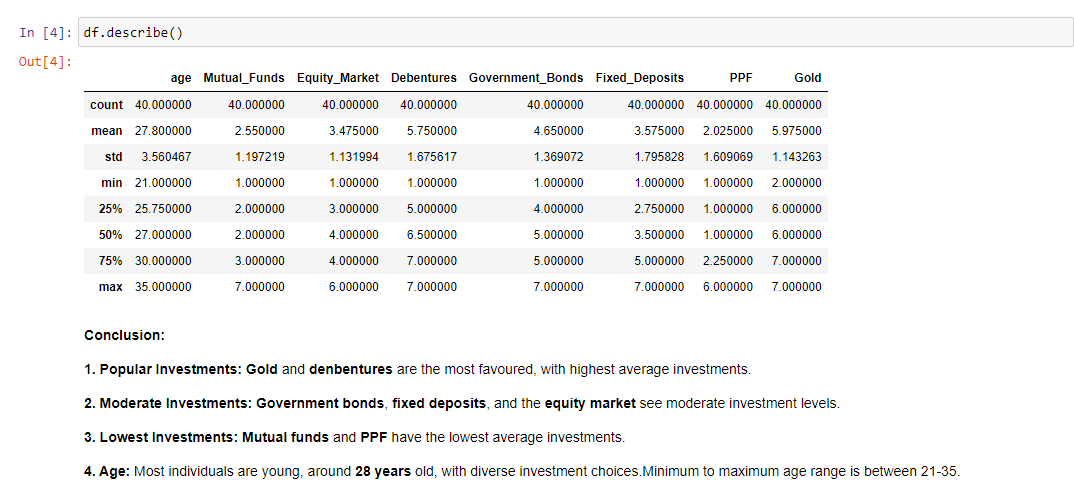 In [4]: df.describe()
Out[4]:
age Mutual_Funds Equity_Market Debentures Government_Bonds Fixed_Deposits PPF Gold
count 40.000000 40.000000 40.000000 40.000000 40.000000 40.000000 40.000000 40.000000
mean 27.800000 2.550000 3.475000 5.750000 4.650000 3.575000 2.025000 5.975000
std 3.560467 1.197219 1.131994 1.675617 1.369072 1.795828 1.609069 1.143263
min 21.000000 1.000000 1.000000 1.000000 1.000000 1.000000 1.000000 2.000000
25% 25.750000 2.000000 3.000000 5.000000 4.000000 2.750000 1.000000 6.000000
50% 27.000000 2.000000 4.000000 6.500000 5.000000 3.500000 1.000000 6.000000
75% 30.000000 3.000000 4.000000 7.000000 5.000000 5.000000 2.250000 7.000000
max 35.000000 7.000000 6.000000 7.000000 7.000000 7.000000 6.000000 7.000000
Conclusion:
1. Popular Investments: Gold and denbentures are the most favoured, with highest average investments.
2. Moderate Investments: Government bonds, fixed deposits, and the equity market see moderate investment levels.
3. Lowest Investments: Mutual funds and PPF have the lowest average investments.
4. Age: Most individuals are young, around 28 years old, with diverse investment choices.Minimum to maximum age range is between 21-35.